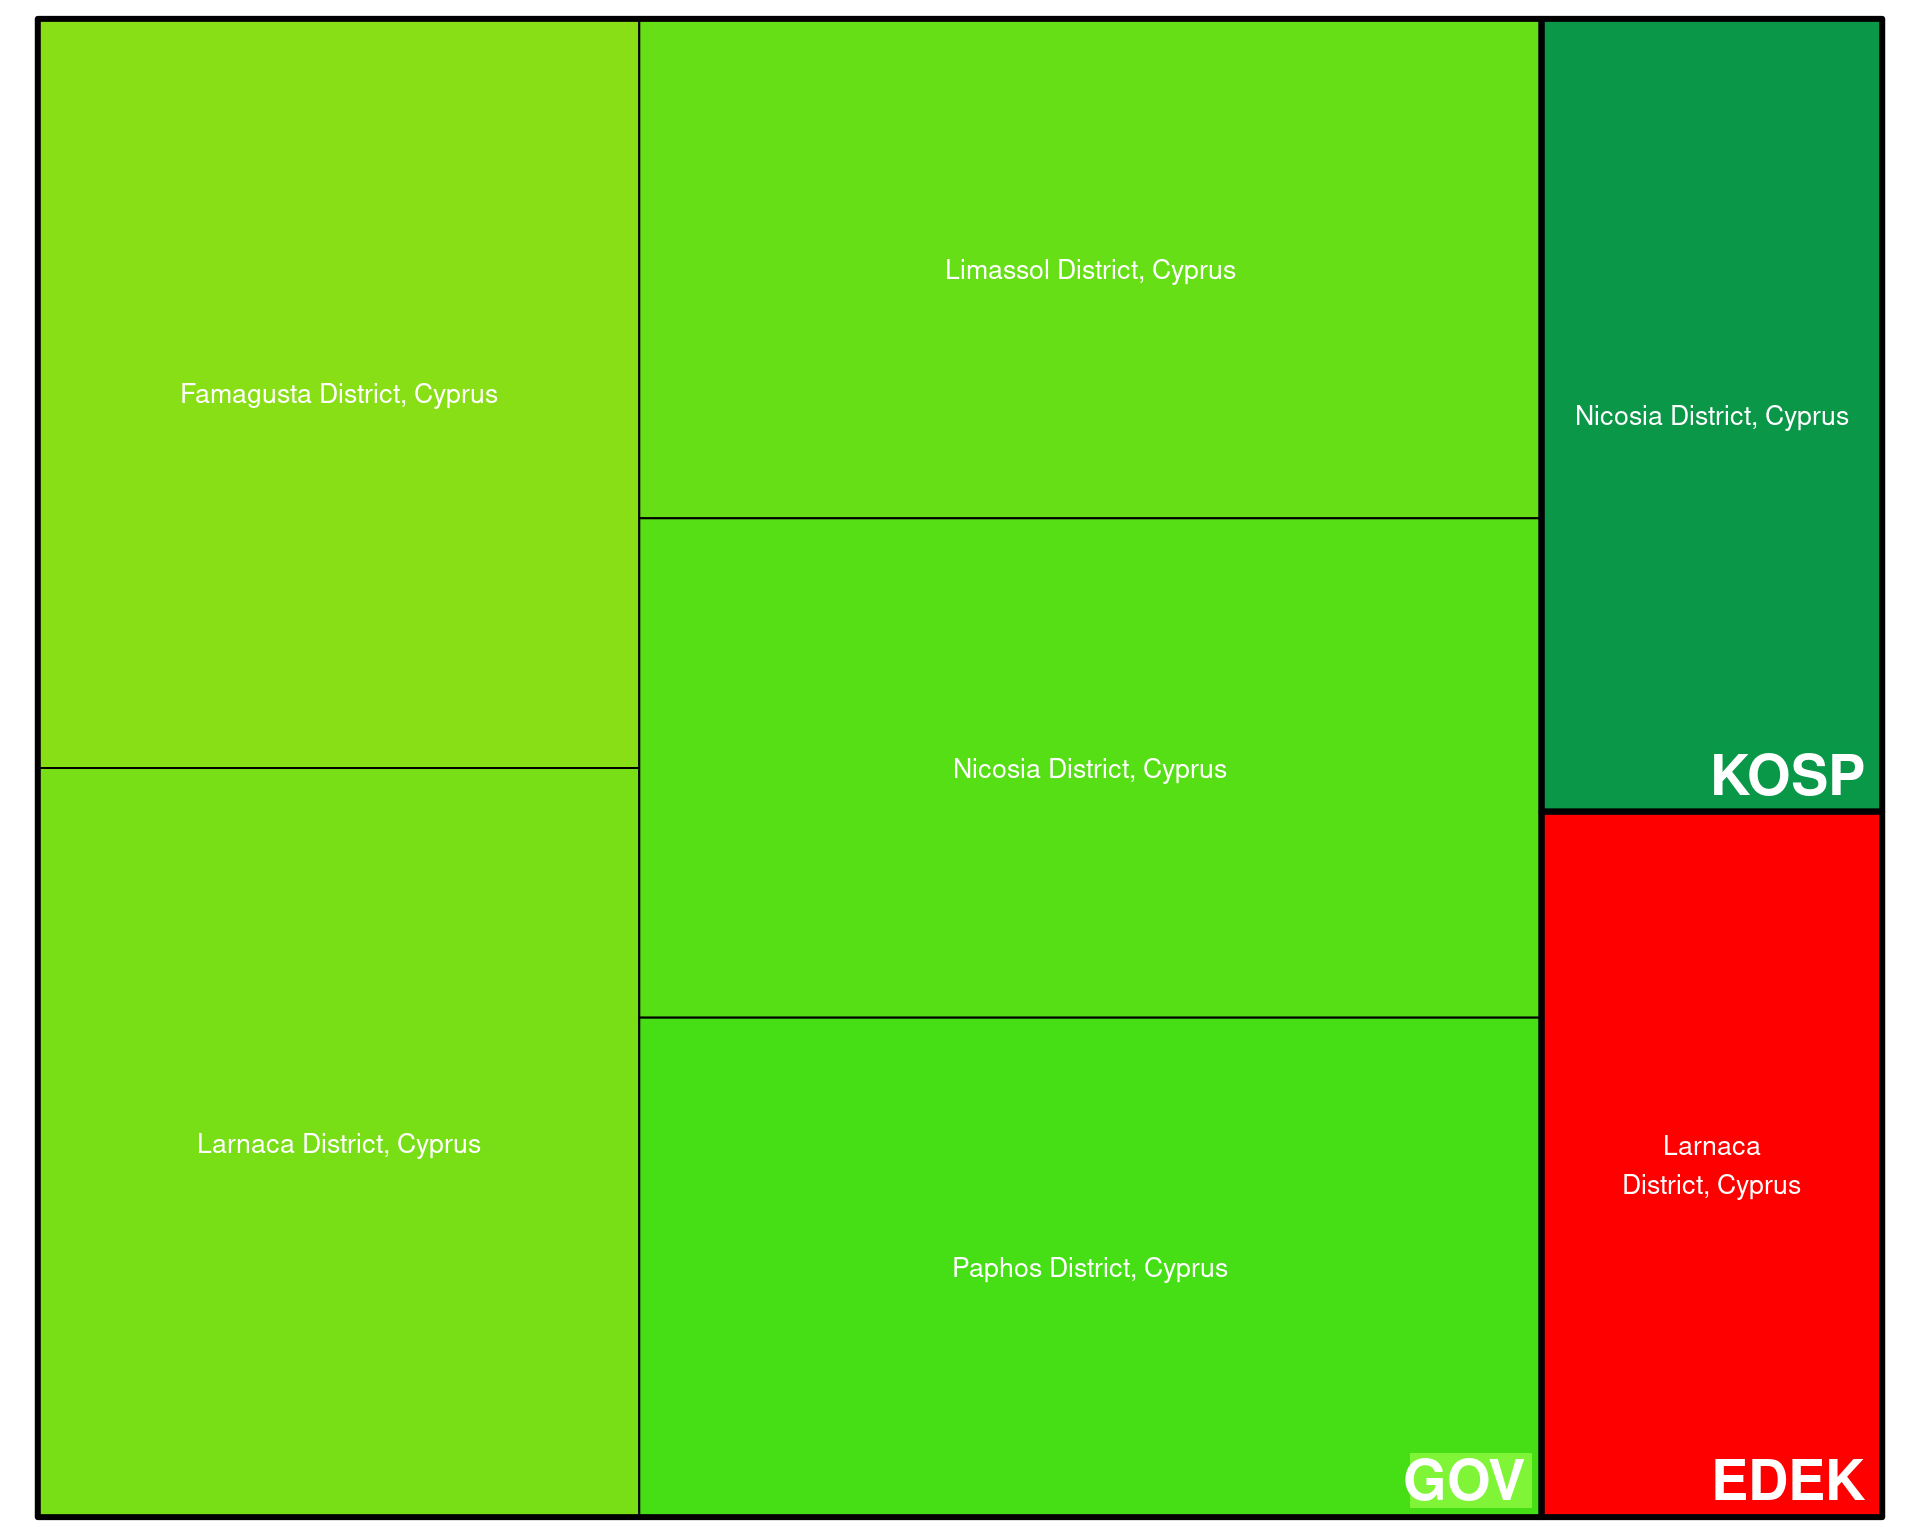 Famagusta District, Cyprus
Larnaca District, Cyprus
Limassol District, Cyprus
Nicosia District, Cyprus
Paphos District, Cyprus
GOV
Nicosia District, Cyprus
KOSP
Larnaca
District, Cyprus
EDEK